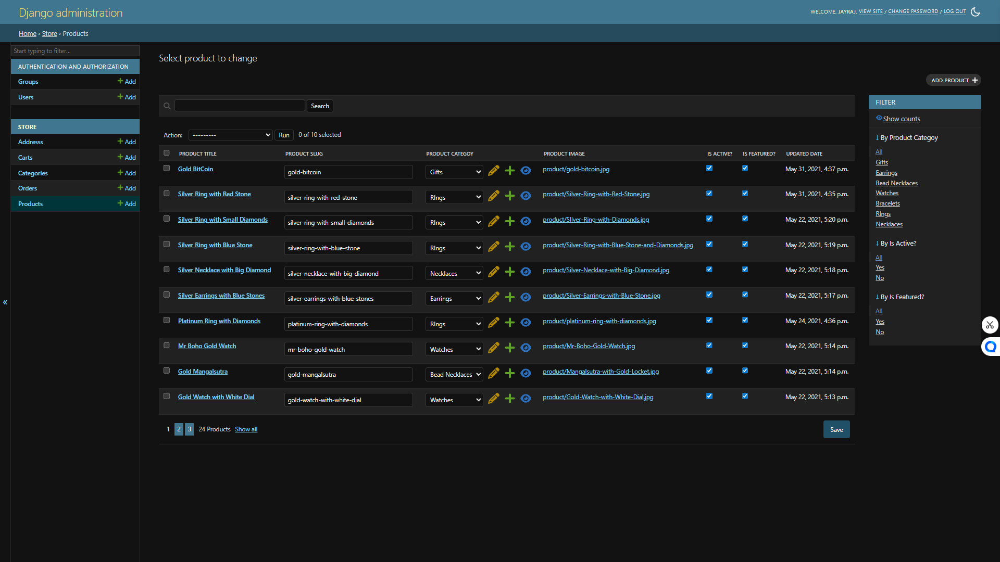 Django administration
WELCOME, JAYRAJ. VIEW SITE / CHANGE PASSWORD / LOG OUT
Home › Store › Products
Start typing to filter...
AUTHENTICATION AND AUTHORIZATION
Groups Add
Users Add
STORE
Addresss Add
Carts Add
Categories Add
Orders Add
Products Add
«
Select product to change
ADD PRODUCT
Search
Action: --------- Run 0 of 10 selected
PRODUCT TITLE PRODUCT SLUG PRODUCT CATEGOY PRODUCT IMAGE IS ACTIVE? IS FEATURED? UPDATED DATE
Gold BitCoin gold-bitcoin Gifts product/gold-bitcoin.jpg May 31, 2021, 4:37 p.m.
Silver Ring with Red Stone silver-ring-with-red-stone RIngs product/Silver-Ring-with-Red-Stone.jpg May 31, 2021, 4:35 p.m.
Silver Ring with Small Diamonds silver-ring-with-small-diamonds RIngs product/SIlver-Ring-with-Diamonds.jpg May 22, 2021, 5:20 p.m.
Silver Ring with Blue Stone silver-ring-with-blue-stone RIngs product/Silver-Ring-with-Blue-Stone-and-Diamonds.jpg May 22, 2021, 5:19 p.m.
Silver Necklace with Big Diamond silver-necklace-with-big-diamond Necklaces product/Silver-Necklace-with-Big-Diamond.jpg May 22, 2021, 5:18 p.m.
Silver Earrings with Blue Stones silver-earrings-with-blue-stones Earrings product/Silver-Earrings-with-Blue-Stone.jpg May 22, 2021, 5:17 p.m.
Platinum Ring with Diamonds platinum-ring-with-diamonds RIngs product/platinum-ring-with-diamonds.jpg May 24, 2021, 4:36 p.m.
Mr Boho Gold Watch mr-boho-gold-watch Watches product/Mr-Boho-Gold-Watch.jpg May 22, 2021, 5:14 p.m.
Gold Mangalsutra gold-mangalsutra Bead Necklaces product/Mangalsutra-with-Gold-Locket.jpg May 22, 2021, 5:14 p.m.
Gold Watch with White Dial gold-watch-with-white-dial Watches product/Gold-Watch-with-White-Dial.jpg May 22, 2021, 5:13 p.m.
1 2 3 24 Products Show all
Save
FILTER
Show counts
↓ By Product Categoy
All
Gifts
Earrings
Bead Necklaces
Watches
Bracelets
RIngs
Necklaces
↓ By Is Active?
All
Yes
No
↓ By Is Featured?
All
Yes
No